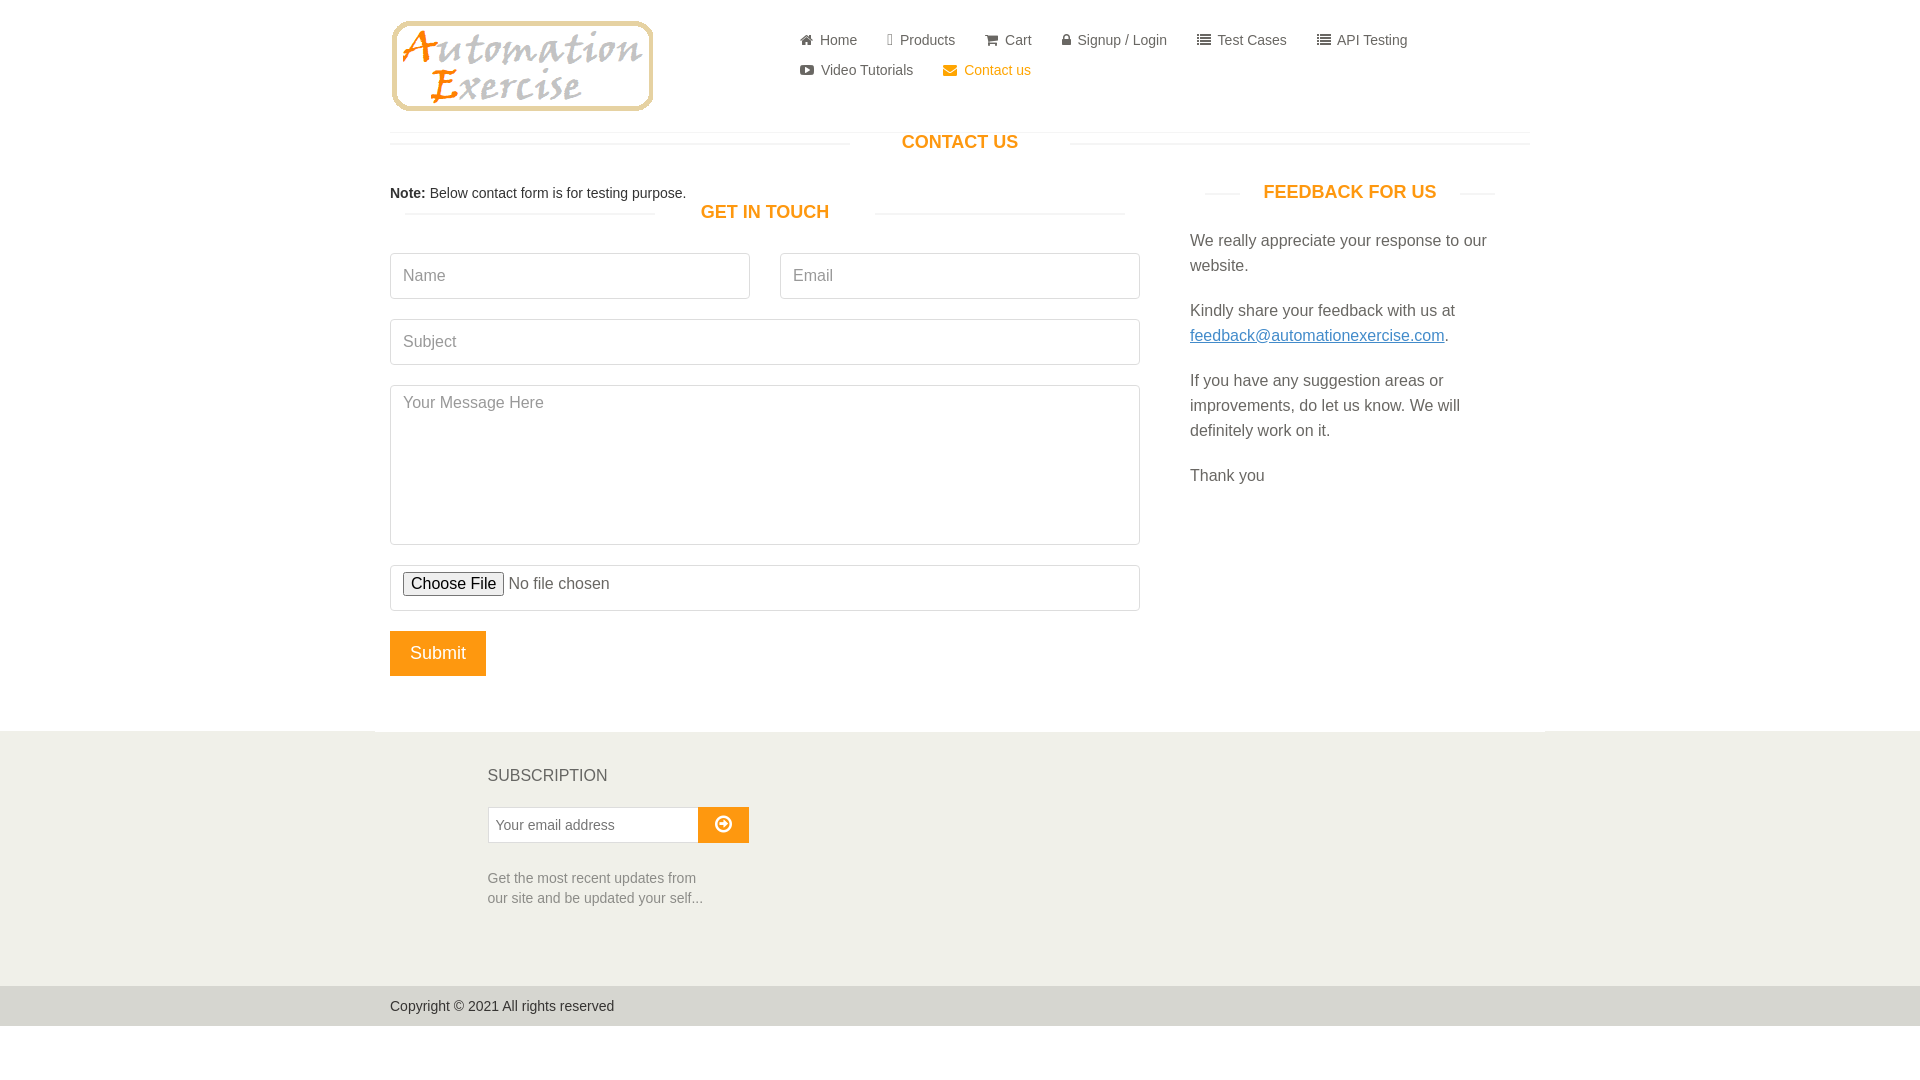 Automation
Exercise
Home
Products
Cart
Signup / Login
Test Cases
API Testing
Video Tutorials
Contact us
CONTACT US
Note: Below contact form is for testing purpose.
GET IN TOUCH
Name
Email
Subject
Your Message Here
Choose File No file chosen
Submit
FEEDBACK FOR US
We really appreciate your response to our
website.
Kindly share your feedback with us at
feedback@automationexercise.com.
If you have any suggestion areas or
improvements, do let us know. We will
definitely work on it.
Thank you
SUBSCRIPTION
Your email address
Get the most recent updates from
our site and be updated your self...
Copyright © 2021 All rights reserved